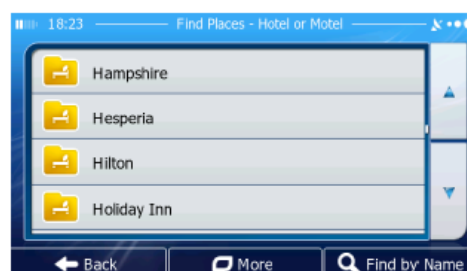 18:23 Find Places - Hotel or Motel
Hampshire
Hesperia
Hilton
Holiday Inn
Back More Find by Name